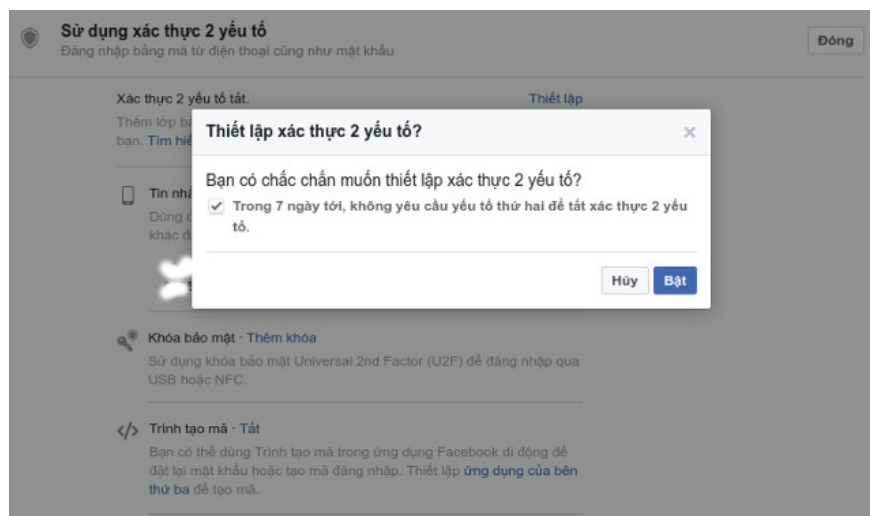 Sử dụng xác thực 2 yếu tố
Đăng nhập bằng mã từ điện thoại cũng như mật khẩu
Đóng
Xác thực 2 yếu tố tắt.
Thiết lập
Thêm lớp
bạn. Tìm
Thiết lập xác thực 2 yếu tố?
×
Bạn có chắc chắn muốn thiết lập xác thực 2 yếu tố?
Trong 7 ngày tới, không yêu cầu yếu tố thứ hai để tắt xác thực 2 yếu
tố.
Hủy
Bật
Tin
Dùng
khác
Khóa bảo mật · Thêm khóa
Sử dụng khóa bảo mật Universal 2nd Factor (U2F) để đăng nhập qua
USB hoặc NFC.
Trình tạo mã · Tắt
Bạn có thể dùng Trình tạo mã trong ứng dụng Facebook di động để
đặt lại mật khẩu hoặc tạo mã đăng nhập. Thiết lập ứng dụng của bên
thứ ba để tạo mã.